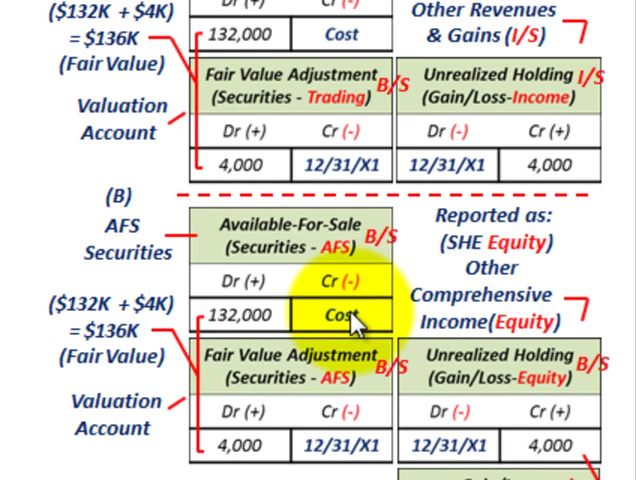 Dr (+) Cr (-)
($132K + $4K)
= $136K
(Fair Value)
132,000 Cost
Other Revenues
& Gains (I/S)
Valuation
Account
Fair Value Adjustment B/S
(Securities - Trading)
Dr (+) Cr (-)
4,000 12/31/X1
Unrealized Holding I/S
(Gain/Loss-Income)
Dr (-) Cr (+)
12/31/X1 4,000
(B)
AFS
Securities
Available-For-Sale
(Securities - AFS) B/S
Dr (+) Cr (-)
132,000 Cost
Reported as:
(SHE Equity)
Other
Comprehensive
Income(Equity)
($132K + $4K)
= $136K
(Fair Value)
Valuation
Account
Fair Value Adjustment B/S
(Securities - AFS)
Dr (+) Cr (-)
4,000 12/31/X1
Unrealized Holding B/S
(Gain/Loss-Equity)
Dr (-) Cr (+)
12/31/X1 4,000